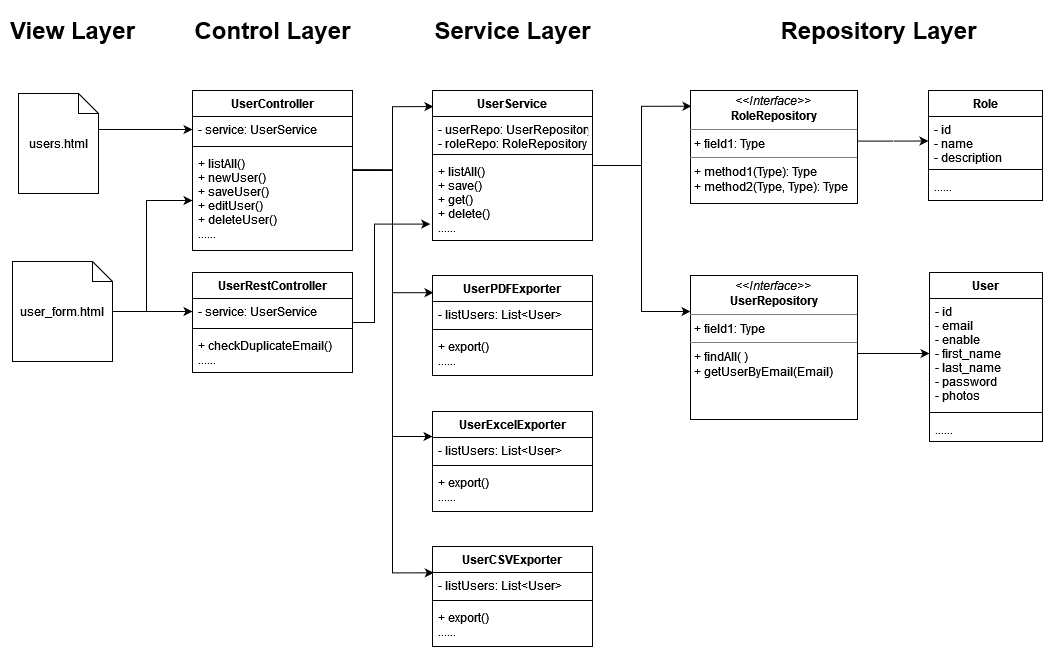 View Layer
Control Layer
Service Layer
Repository Layer
users.html
user_form.html
UserController
- service: UserService
+ listAll()
+ newUser()
+ saveUser()
+ editUser()
+ deleteUser()
......
UserRestController
- service: UserService
+ checkDuplicateEmail()
......
UserService
- userRepo: UserRepository
- roleRepo: RoleRepository
+ listAll()
+ save()
+ get()
+ delete()
......
UserPDFExporter
- listUsers: List<User>
+ export()
......
UserExcelExporter
- listUsers: List<User>
+ export()
......
UserCSVExporter
- listUsers: List<User>
+ export()
......
<<Interface>>
RoleRepository
+ field1: Type
+ method1(Type): Type
+ method2(Type, Type): Type
<<Interface>>
UserRepository
+ field1: Type
+ findAll( )
+ getUserByEmail(Email)
Role
- id
- name
- description
......
User
- id
- email
- enable
- first_name
- last_name
- password
- photos
......